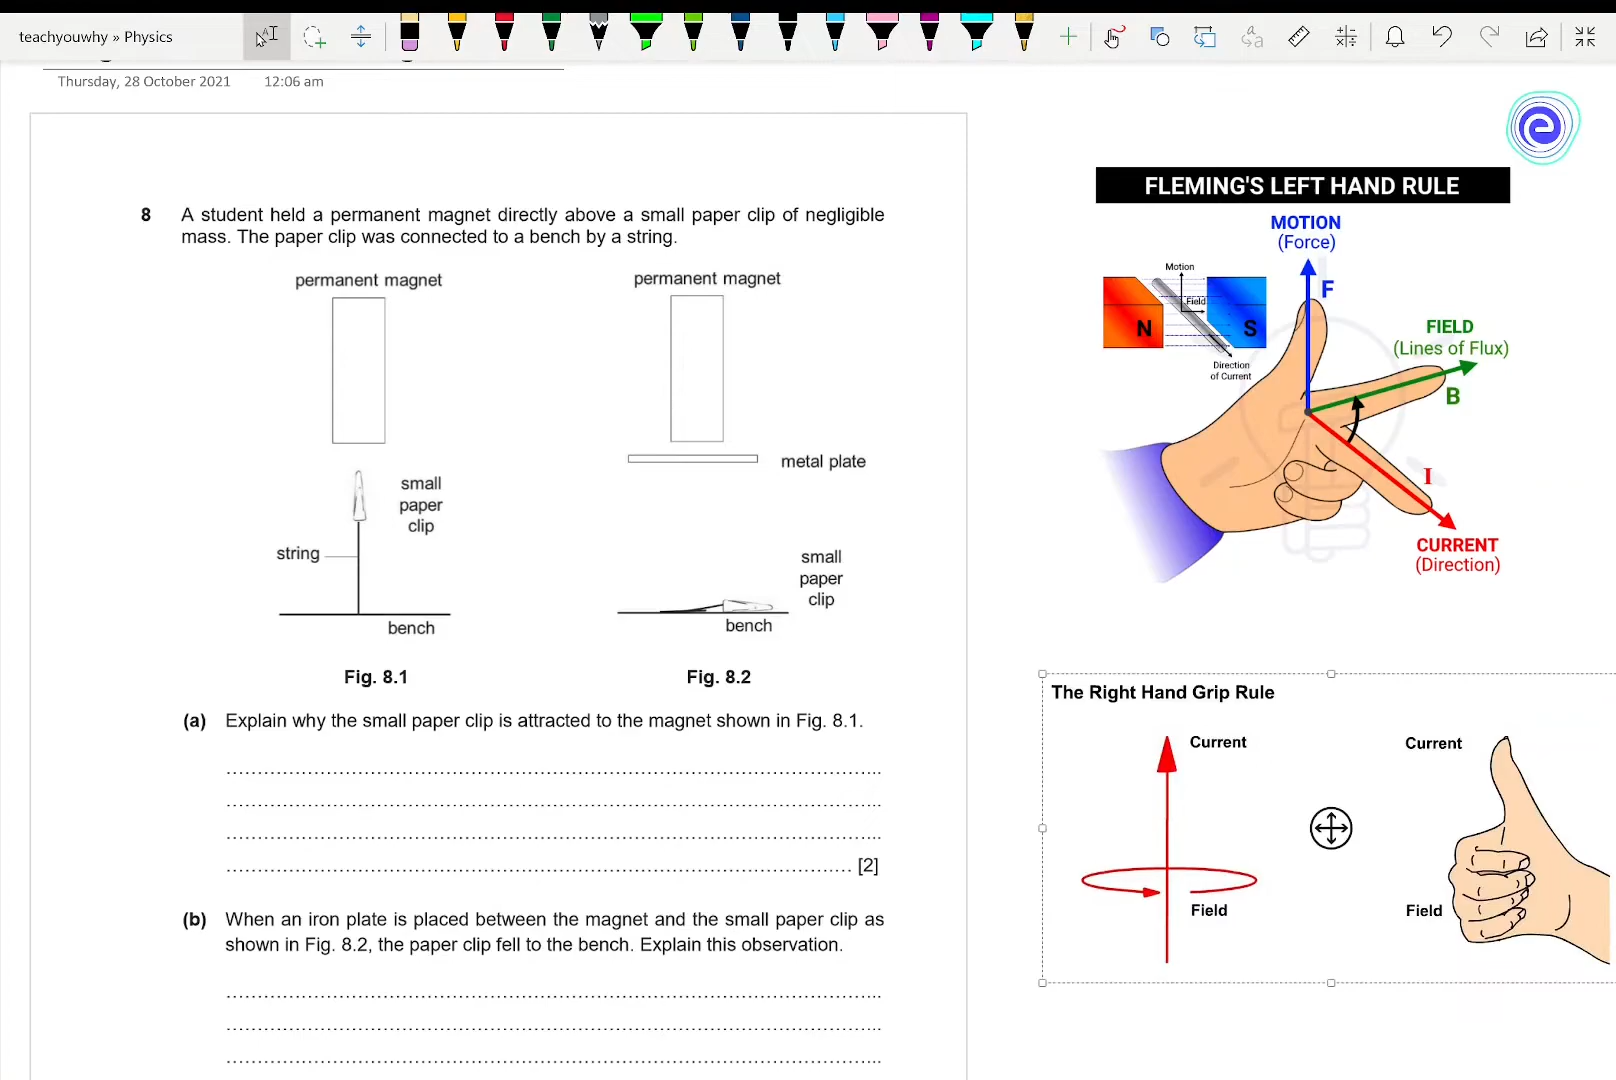 teachyouwhy » Physics
Thursday, 28 October 2021 12:06 am
8 A student held a permanent magnet directly above a small paper clip of negligible
mass. The paper clip was connected to a bench by a string.
permanent magnet
permanent magnet
metal plate
small
paper
clip
string
bench
small
paper
clip
bench
Fig. 8.1
Fig. 8.2
(a) Explain why the small paper clip is attracted to the magnet shown in Fig. 8.1.
[2]
(b) When an iron plate is placed between the magnet and the small paper clip as
shown in Fig. 8.2, the paper clip fell to the bench. Explain this observation.
FLEMING'S LEFT HAND RULE
MOTION
(Force)
F
Motion
Field
N
S
Direction
of Current
FIELD
(Lines of Flux)
B
I
CURRENT
(Direction)
The Right Hand Grip Rule
Current
Current
Field
Field